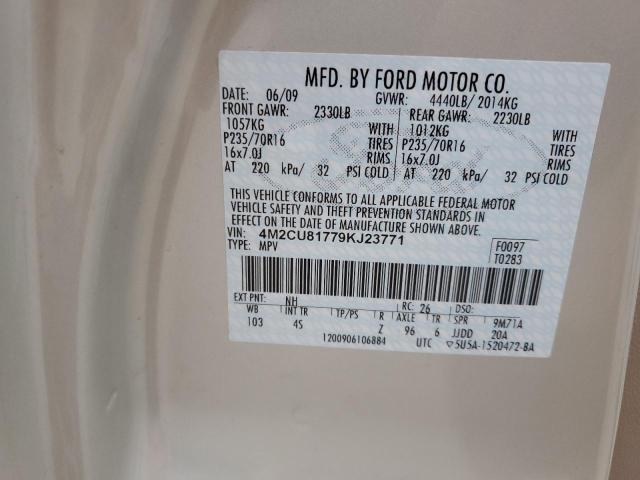 MFD. BY FORD MOTOR CO.
DATE: 06/09 GVWR: 4440LB/ 2014KG
FRONT GAWR: 2330LB REAR GAWR: 2230LB
1057KG WITH 1012KG WITH
P235/70R16 TIRES P235/70R16 TIRES
16x7.0J RIMS 16x7.0J RIMS
AT 220 kPa/ 32 PSI COLD AT 220 kPa/ 32 PSI COLD
THIS VEHICLE CONFORMS TO ALL APPLICABLE FEDERAL MOTOR
VEHICLE SAFETY AND THEFT PREVENTION STANDARDS IN
EFFECT ON THE DATE OF MANUFACTURE SHOWN ABOVE.
VIN: 4M2CU81779KJ23771
TYPE: MPV
F0097
T0283
EXT PNT: NH RC: 26 DSO:
WB INT TR TP/PS R AXLE TR SPR 9M71A
103 4S Z 96 6 JJDD 20A
1200906106884 UTC 5U5A-1520472-BA